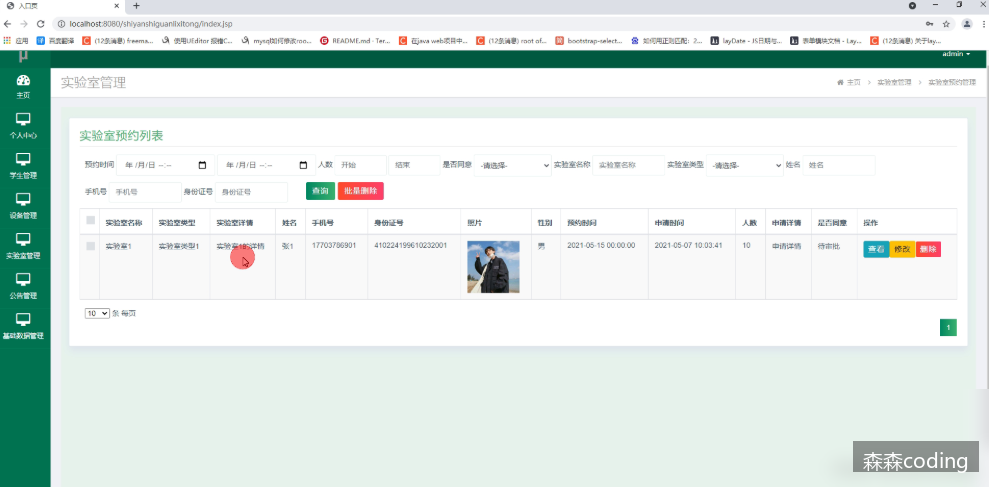 入口页
localhost:8080/shiyanshiguanlixitong/index.jsp
应用 百度翻译 (12条消息) freema... 使用UEditor 报错C... mysql如何修改roo... README.md · Ter... 在java web项目中... (12条消息) root of... bootstrap-select... 如何用正则匹配：2... layDate - JS日期与... 表单模块文档 - Lay... (12条消息) 关于lay...
admin
实验室管理
主页 > 实验室管理 > 实验室预约管理
主页
个人中心
学生管理
设备管理
实验室管理
公告管理
基础数据管理
实验室预约列表
预约时间 年 /月/日 --:-- 年 /月/日 --:-- 人数 开始 结束 是否同意 -请选择- 实验室名称 实验室名称 实验室类型 -请选择- 姓名 姓名
手机号 手机号 身份证号 身份证号 查询 批量删除
实验室名称 实验室类型 实验室详情 姓名 手机号 身份证号 照片 性别 预约时间 申请时间 人数 申请详情 是否同意 操作
实验室1 实验室类型1 实验室1的详情 张1 17703786901 410224199610232001 男 2021-05-15 00:00:00 2021-05-07 10:03:41 10 申请详情 待审批 查看 修改 删除
10 条 每页
1
森森coding